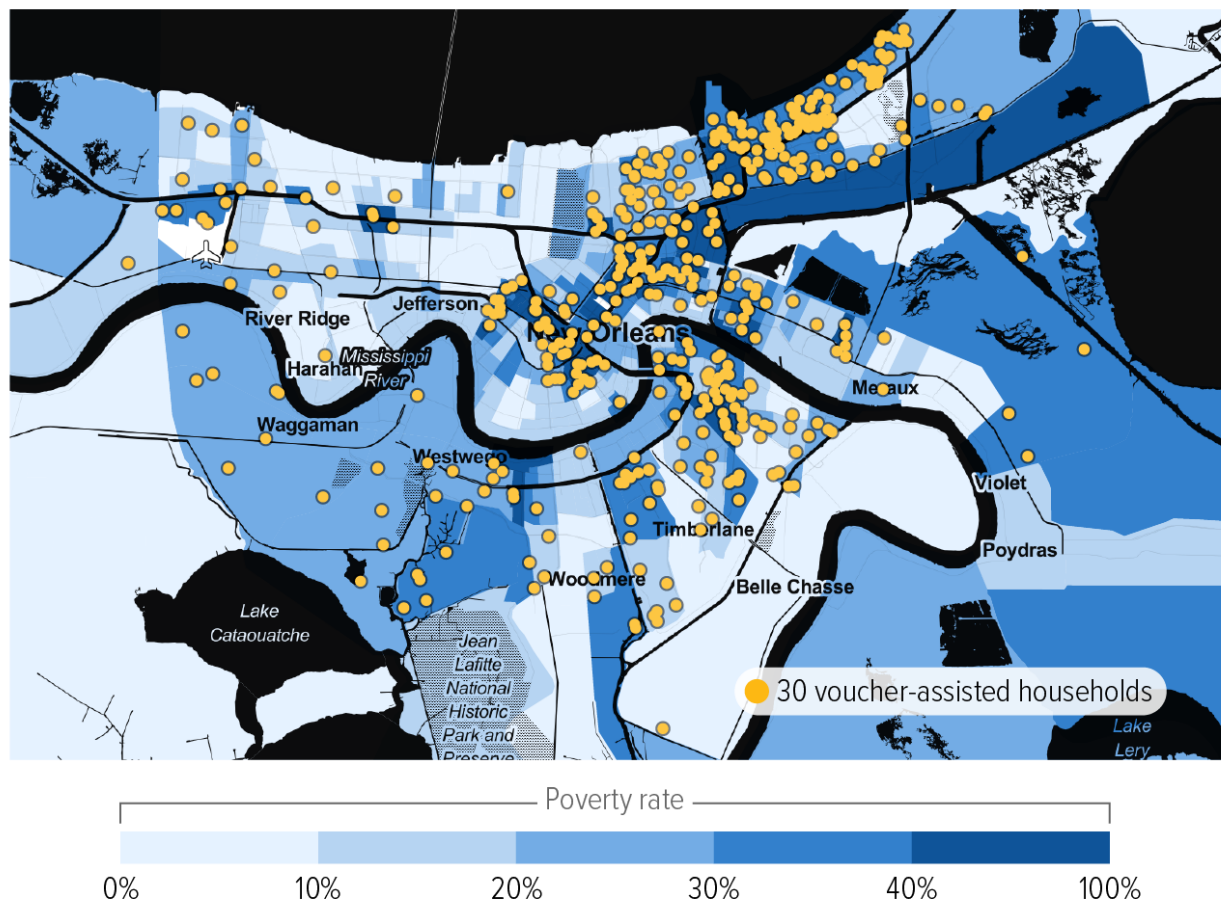 Jefferson
River Ridge
New Orleans
Mississippi
River
Harahan
Meraux
Waggaman
Westwego
Violet
Timberlane
Poydras
Woodmere
Belle Chasse
Lake
Cataouatche
Jean
Lafitte
National
Historic
Park and
Preserve
30 voucher-assisted households
Lake
Lery
Poverty rate
0% 10% 20% 30% 40% 100%